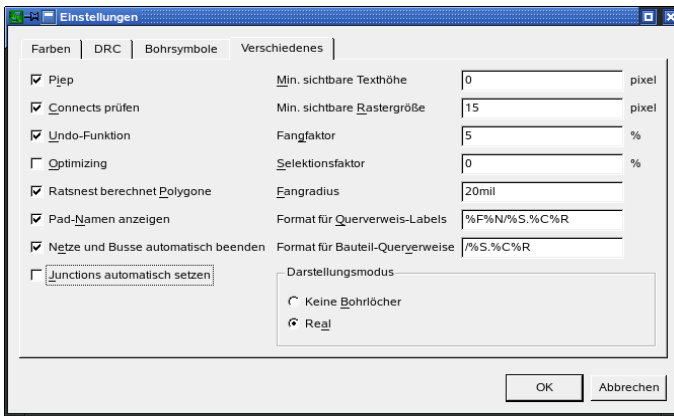 Einstellungen
Farben DRC Bohrsymbole Verschiedenes
Piep Min. sichtbare Texthöhe 0 pixel
Connects prüfen Min. sichtbare Rastergröße 15 pixel
Undo-Funktion Fangfaktor 5 %
Optimizing Selektionsfaktor 0 %
Ratsnest berechnet Polygone Fangradius 20mil
Pad-Namen anzeigen Format für Querverweis-Labels %F%N/%S.%C%R
Netze und Busse automatisch beenden Format für Bauteil-Querverweise /%S.%C%R
Junctions automatisch setzen Darstellungsmodus
Keine Bohrlöcher
Real
OK Abbrechen